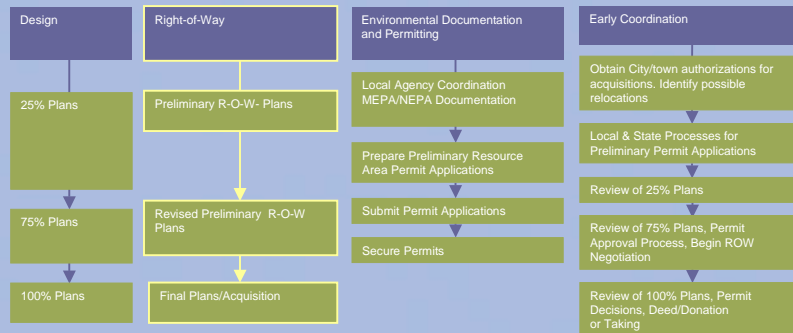 Design
25% Plans
75% Plans
100% Plans
Right-of-Way
Preliminary R-O-W- Plans
Revised Preliminary R-O-W
Plans
Final Plans/Acquisition
Environmental Documentation
and Permitting
Local Agency Coordination
MEPA/NEPA Documentation
Prepare Preliminary Resource
Area Permit Applications
Submit Permit Applications
Secure Permits
Early Coordination
Obtain City/town authorizations for
acquisitions. Identify possible
relocations
Local & State Processes for
Preliminary Permit Applications
Review of 25% Plans
Review of 75% Plans, Permit
Approval Process, Begin ROW
Negotiation
Review of 100% Plans, Permit
Decisions, Deed/Donation
or Taking